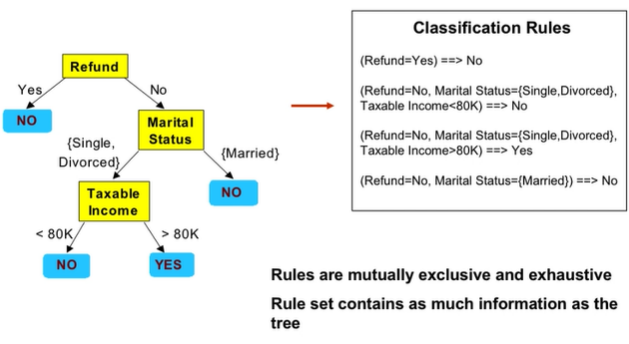 Refund
Yes
No
NO
Marital
Status
{Single,
Divorced}
{Married}
Taxable
Income
NO
< 80K
> 80K
NO
YES
Classification Rules
(Refund=Yes) ==> No
(Refund=No, Marital Status={Single,Divorced},
Taxable Income<80K) ==> No
(Refund=No, Marital Status={Single,Divorced},
Taxable Income>80K) ==> Yes
(Refund=No, Marital Status={Married}) ==> No
Rules are mutually exclusive and exhaustive
Rule set contains as much information as the
tree